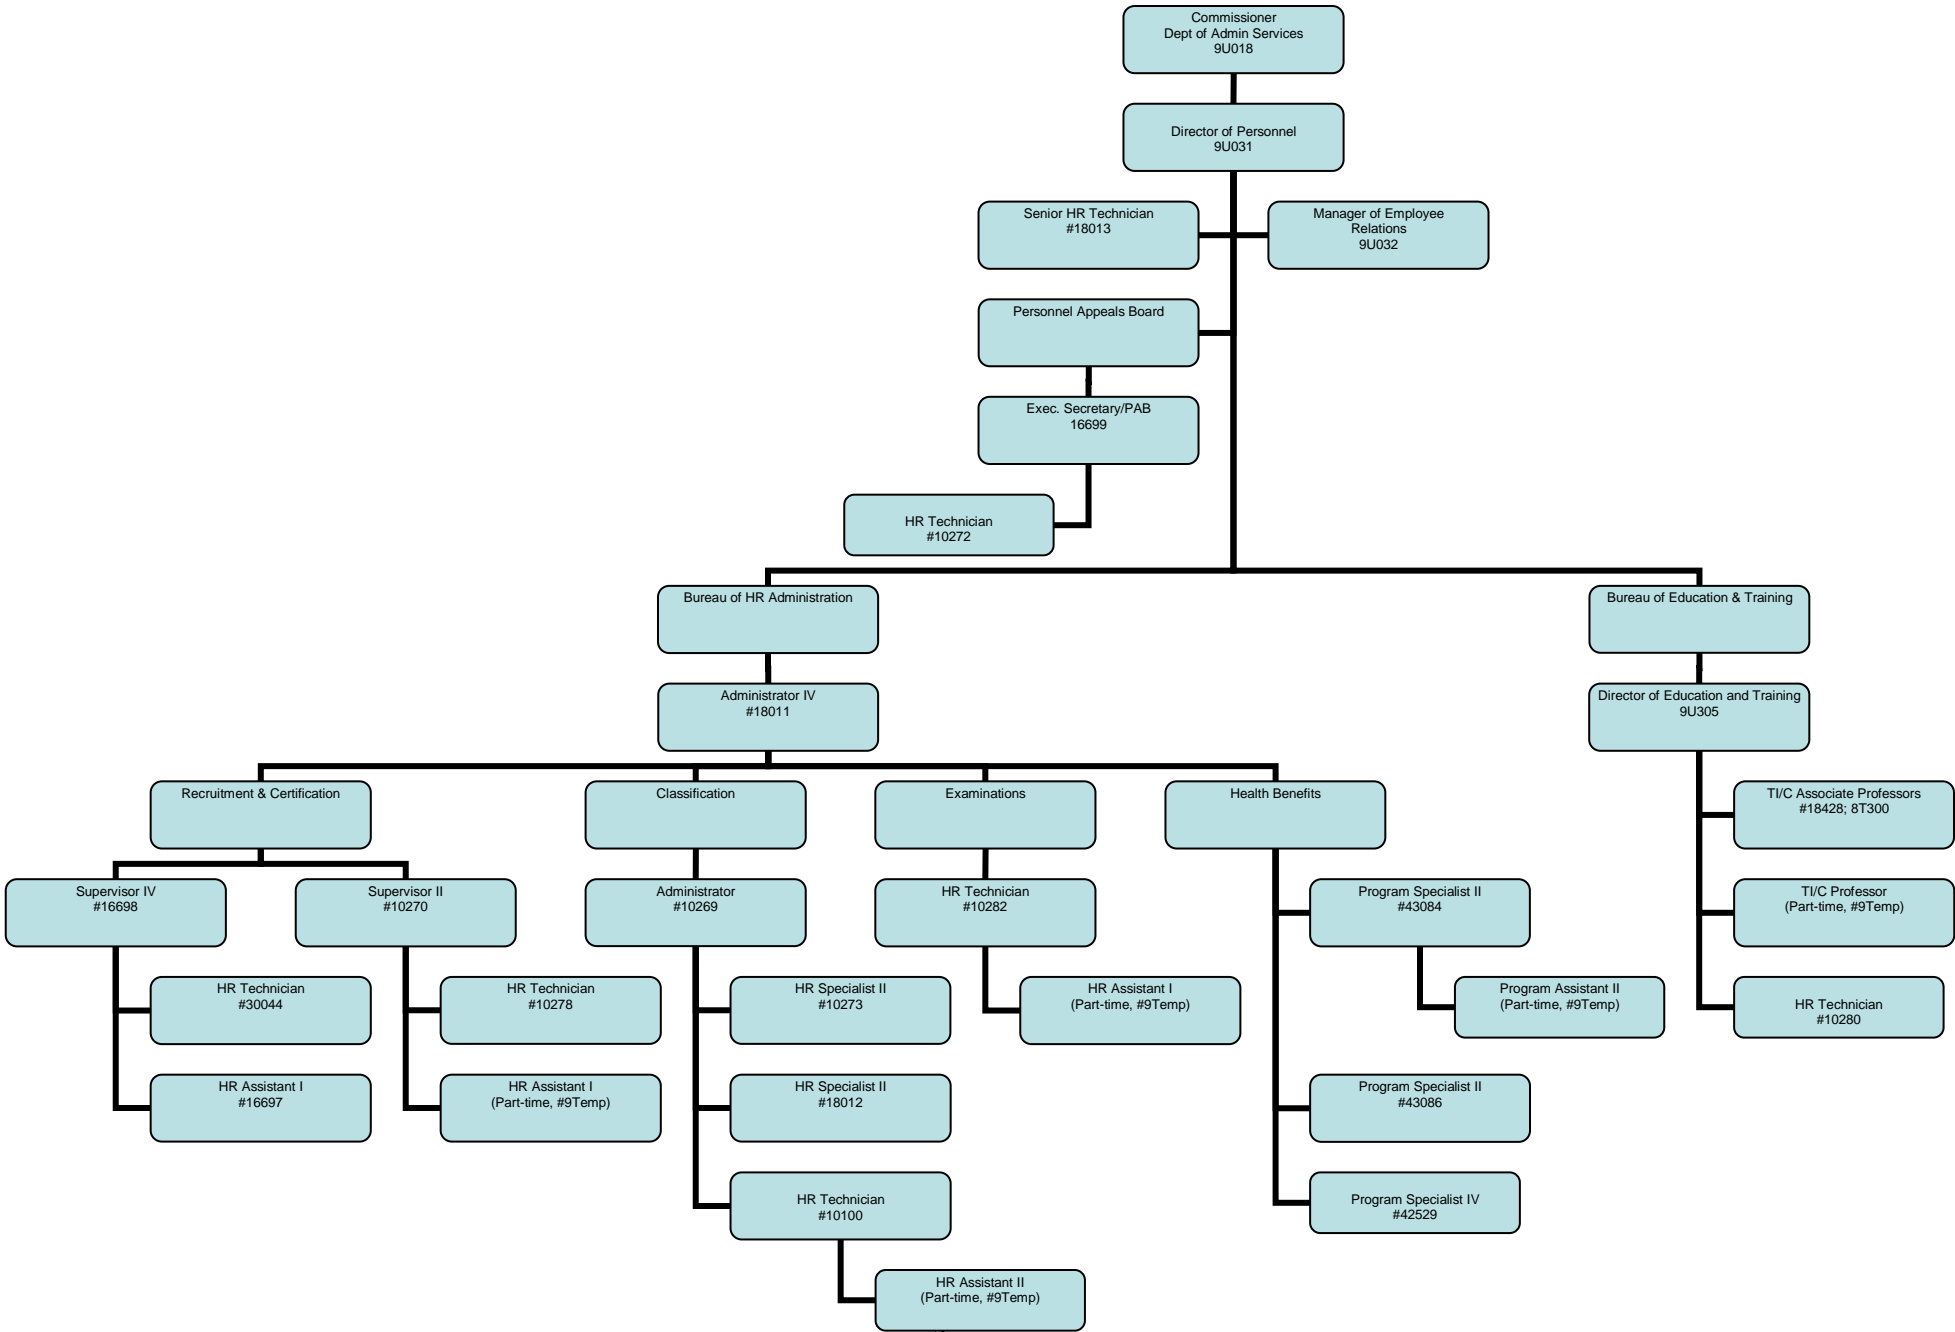 Commissioner
Dept of Admin Services
9U018
Director of Personnel
9U031
Senior HR Technician
#18013
Manager of Employee
Relations
9U032
Personnel Appeals Board
Exec. Secretary/PAB
16699
HR Technician
#10272
Bureau of HR Administration
Bureau of Education & Training
Administrator IV
#18011
Director of Education and Training
9U305
Recruitment & Certification
Classification
Examinations
Health Benefits
TI/C Associate Professors
#18428; 8T300
Supervisor IV
#16698
Supervisor II
#10270
Administrator
#10269
HR Technician
#10282
Program Specialist II
#43084
TI/C Professor
(Part-time, #9Temp)
HR Technician
#30044
HR Technician
#10278
HR Specialist II
#10273
HR Assistant I
(Part-time, #9Temp)
Program Assistant II
(Part-time, #9Temp)
HR Technician
#10280
HR Assistant I
#16697
HR Assistant I
(Part-time, #9Temp)
HR Specialist II
#18012
Program Specialist II
#43086
HR Technician
#10100
Program Specialist IV
#42529
HR Assistant II
(Part-time, #9Temp)